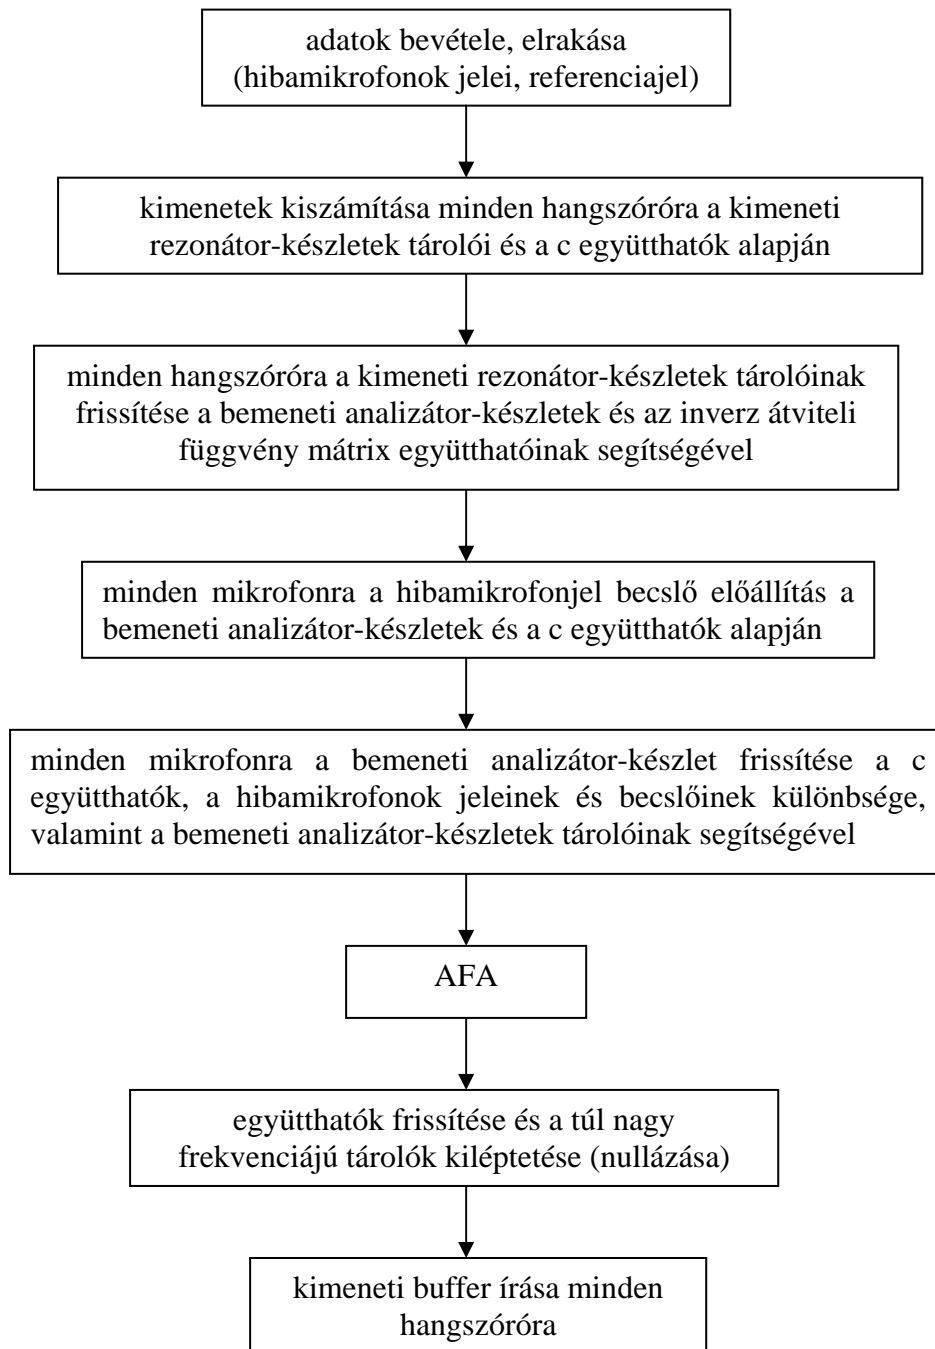 adatok bevétele, elrakása
(hibamikrofonok jelei, referenciajel)
kimenetek kiszámítása minden hangszóróra a kimeneti
rezonátor-készletek tárolói és a c együtthatók alapján
minden hangszóróra a kimeneti rezonátor-készletek tárolóinak
frissítése a bemeneti analizátor-készletek és az inverz átviteli
függvény mátrix együtthatóinak segítségével
minden mikrofonra a hibamikrofonjel becslő előállítás a
bemeneti analizátor-készletek és a c együtthatók alapján
minden mikrofonra a bemeneti analizátor-készlet frissítése a c
együtthatók, a hibamikrofonok jeleinek és becslőinek különbsége,
valamint a bemeneti analizátor-készletek tárolóinak segítségével
AFA
együtthatók frissítése és a túl nagy
frekvenciájú tárolók kiléptetése (nullázása)
kimeneti buffer írása minden
hangszóróra